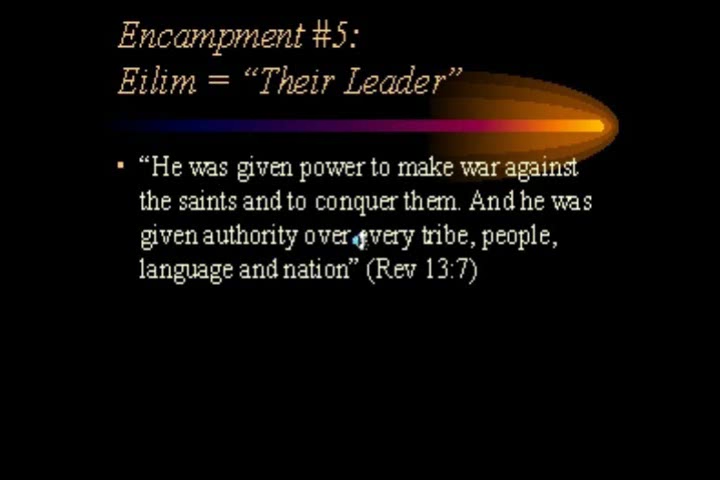 Encampment #5:
Eilim = “Their Leader”
“He was given power to make war against
the saints and to conquer them. And he was
given authority over every tribe, people,
language and nation” (Rev 13:7)